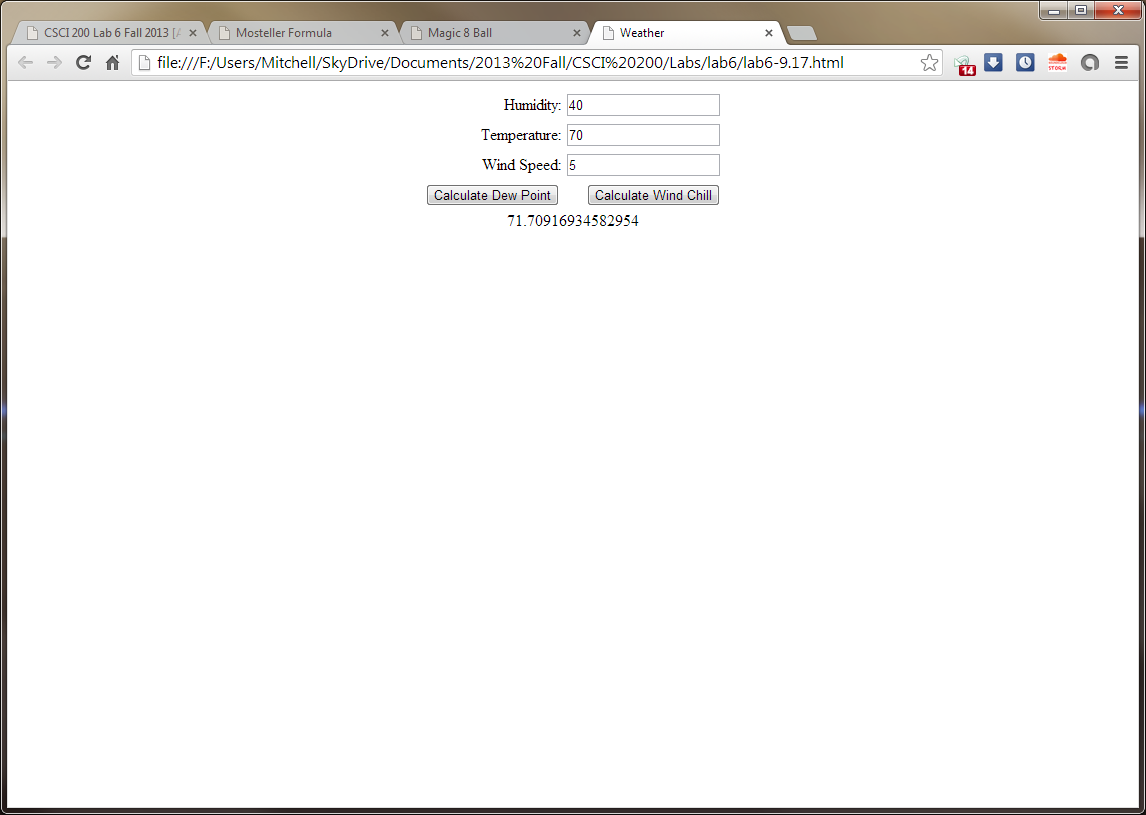 CSCI 200 Lab 6 Fall 2013 [A
Mosteller Formula
Magic 8 Ball
Weather
file:///F:/Users/Mitchell/SkyDrive/Documents/2013%20Fall/CSCI%20200/Labs/lab6/lab6-9.17.html
14
STORM
Humidity: 40
Temperature: 70
Wind Speed: 5
Calculate Dew Point Calculate Wind Chill
71.70916934582954